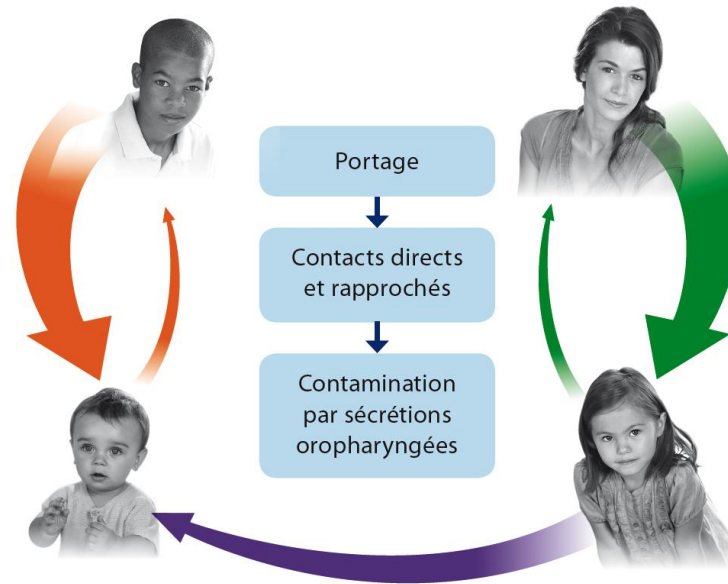 Portage
Contacts directs
et rapprochés
Contamination
par sécrétions
oropharyngées